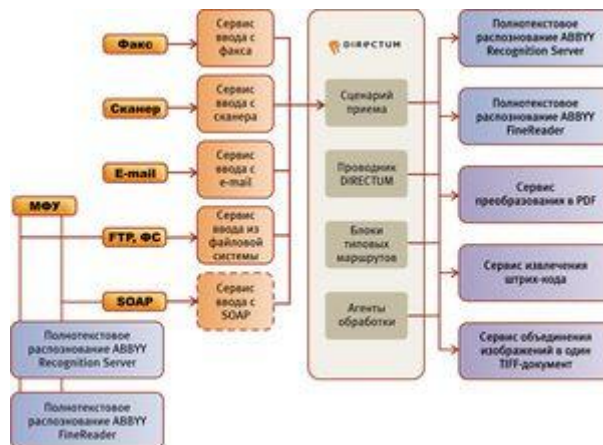 Факс
Сервис
ввода с
факса
Сканер
Сервис
ввода с
сканера
E-mail
Сервис
ввода с
e-mail
МФУ
FTP, ФС
Сервис
ввода из
файловой
системы
SOAP
Сервис
ввода с
SOAP
Полнотекстовое
распознование ABBYY
Recognition Server
Полнотекстовое
распознование ABBYY
FineReader
DIRECTUM
Сценарий
приема
Проводник
DIRECTUM
Блоки
типовых
маршрутов
Агенты
обработки
Полнотекстовое
распознование ABBYY
Recognition Server
Полнотекстовое
распознование ABBYY
FineReader
Сервис
преобразования в PDF
Сервис извлечения
штрих-кода
Сервис объединения
изображений в один
TIFF-документ